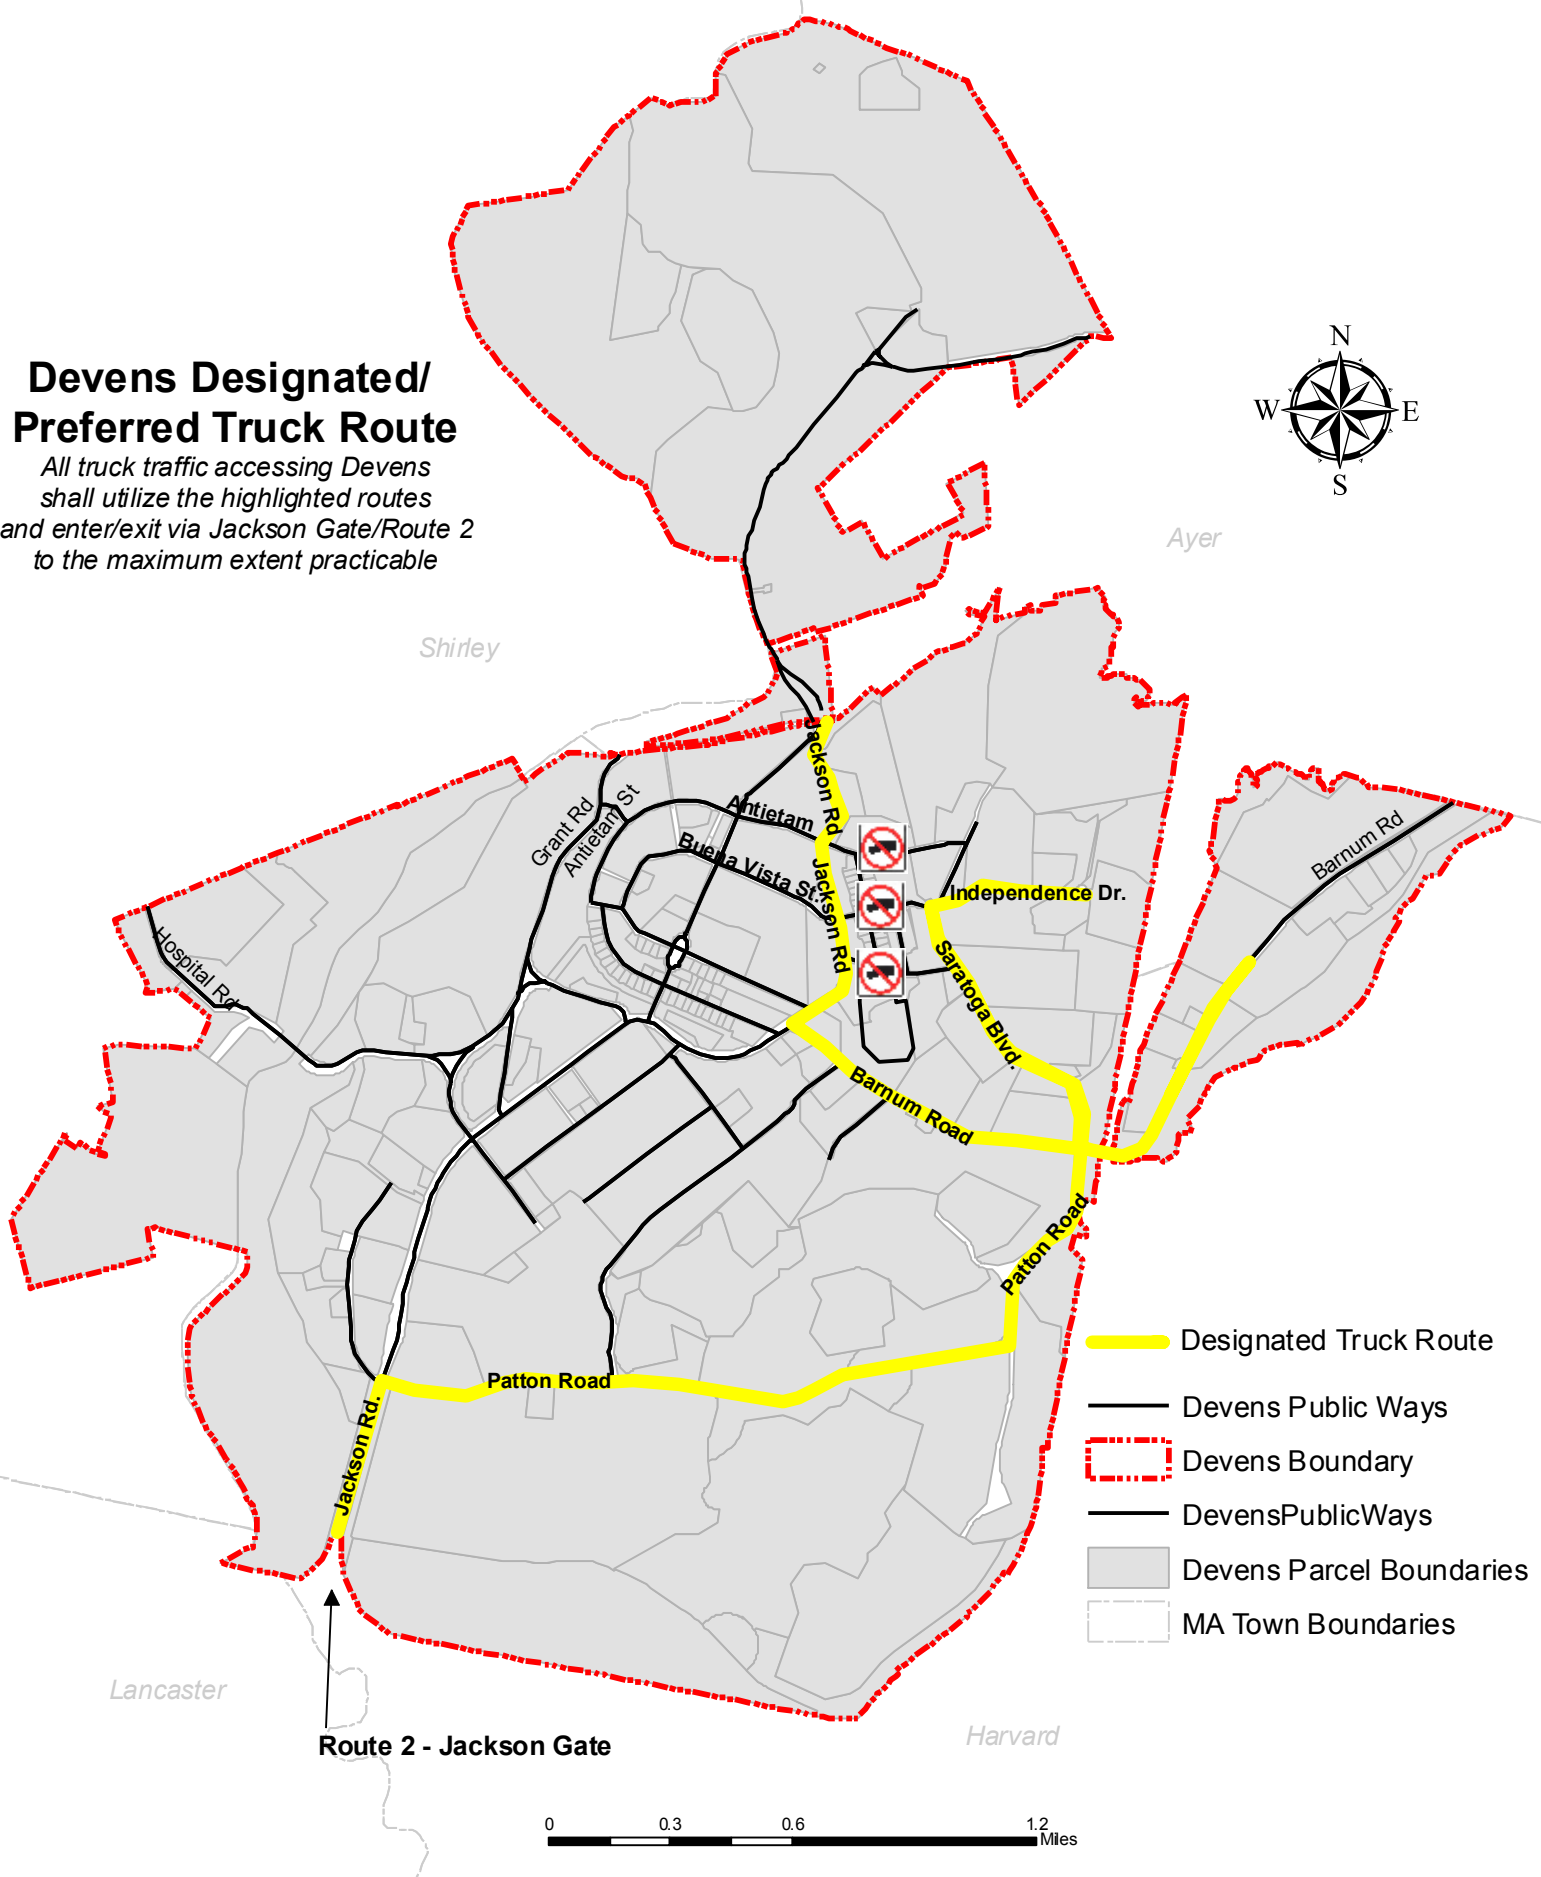 Devens Designated/
Preferred Truck Route
All truck traffic accessing Devens
shall utilize the highlighted routes
and enter/exit via Jackson Gate/Route 2
to the maximum extent practicable
N
W
E
S
Ayer
Shirley
Jackson Rd
Grant Rd
Antietam St
Antietam
Buena Vista St.
Jackson Rd
Jackson Rd
Independence Dr.
Barnum Rd
Hospital Rd
Saratoga Blvd.
Barnum Road
Patton Road
Patton Road
Jackson Rd.
Designated Truck Route
Devens Public Ways
Devens Boundary
DevensPublicWays
Devens Parcel Boundaries
MA Town Boundaries
Lancaster
Harvard
Route 2 - Jackson Gate
0 0.3 0.6 1.2
Miles